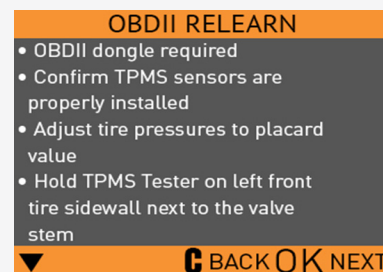 OBDII RELEARN
• OBDII dongle required
• Confirm TPMS sensors are
properly installed
• Adjust tire pressures to placard
value
• Hold TPMS Tester on left front
tire sidewall next to the valve
stem
▼ C BACK OK NEXT